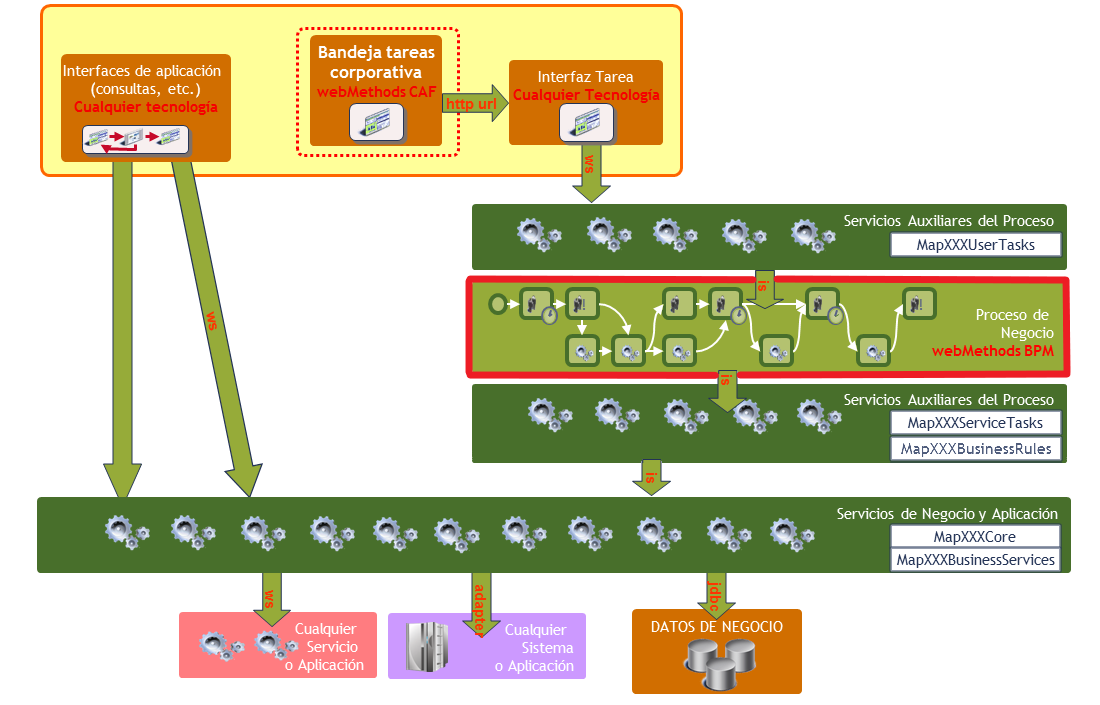 Interfaces de aplicación
(consultas, etc.)
Cualquier tecnología
Bandeja tareas
corporativa
webMethods CAF
http url
Interfaz Tarea
Cualquier Tecnología
ws
Servicios Auxiliares del Proceso
MapXXXUserTasks
is
Proceso de
Negocio
webMethods BPM
ws
is
Servicios Auxiliares del Proceso
MapXXXServiceTasks
MapXXXBusinessRules
is
Servicios de Negocio y Aplicación
MapXXXCore
MapXXXBusinessServices
ws
adapter
jdbc
Cualquier
Servicio
o Aplicación
Cualquier
Sistema
o Aplicación
DATOS DE NEGOCIO